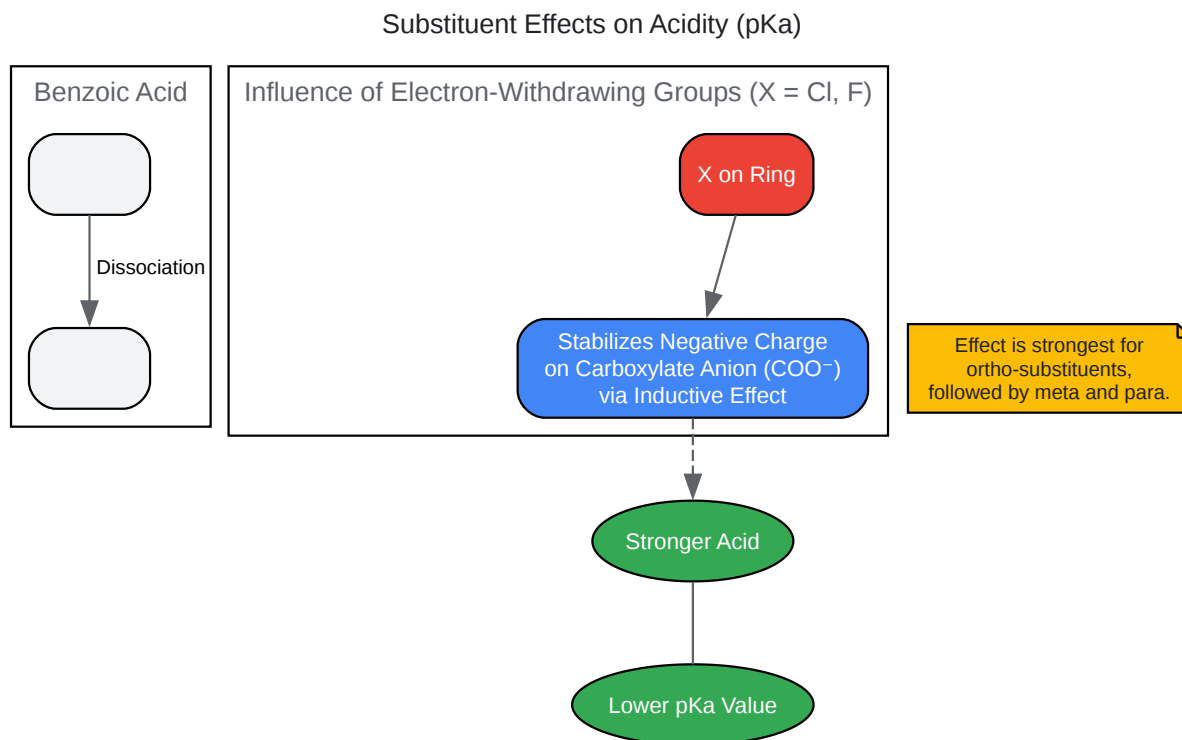 Substituent Effects on Acidity (pKa)
Benzoic Acid
Dissociation
Influence of Electron-Withdrawing Groups (X = Cl, F)
X on Ring
Stabilizes Negative Charge
on Carboxylate Anion (COO⁻)
via Inductive Effect
Effect is strongest for
ortho-substituents,
followed by meta and para.
Stronger Acid
Lower pKa Value